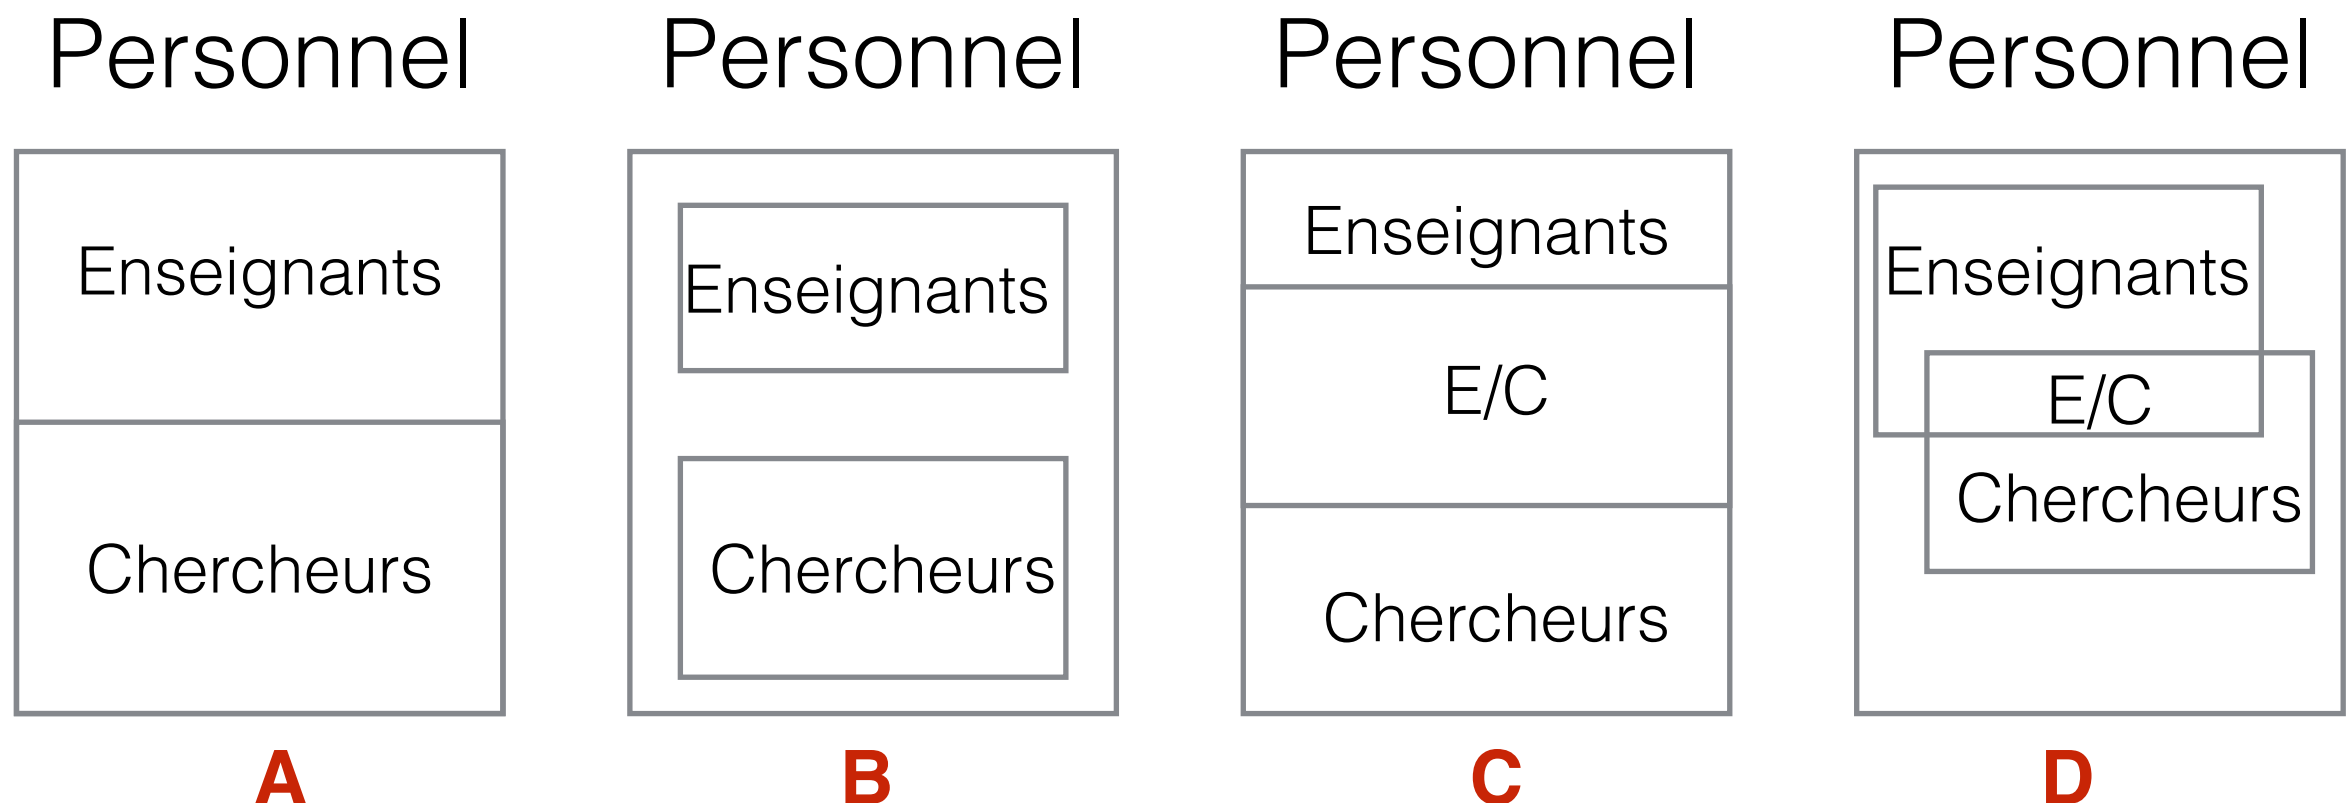 Personnel
Enseignants
Chercheurs
A
Personnel
Enseignants
Chercheurs
B
Personnel
Enseignants
E/C
Chercheurs
C
Personnel
Enseignants
E/C
Chercheurs
D